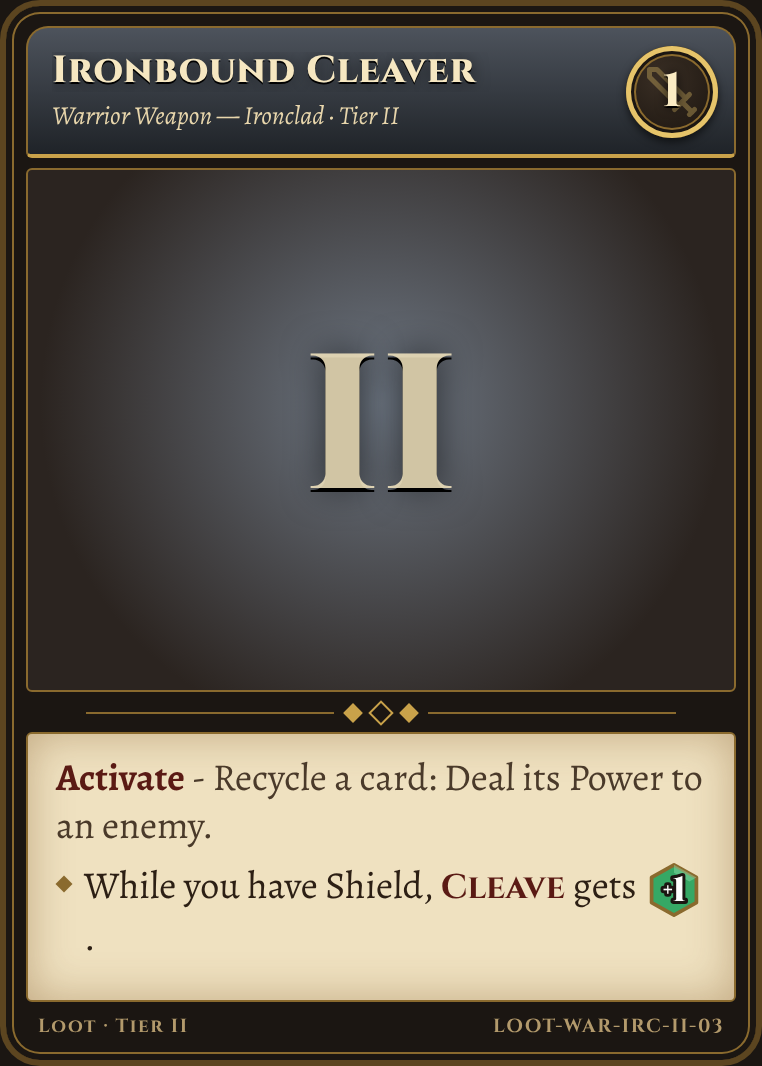 Ironbound Cleaver
1
Warrior Weapon — Ironclad · Tier II
II
Activate - Recycle a card: Deal its Power to
an enemy.
While you have Shield, Cleave gets +1
.
Loot · Tier II
LOOT-WAR-IRC-II-03